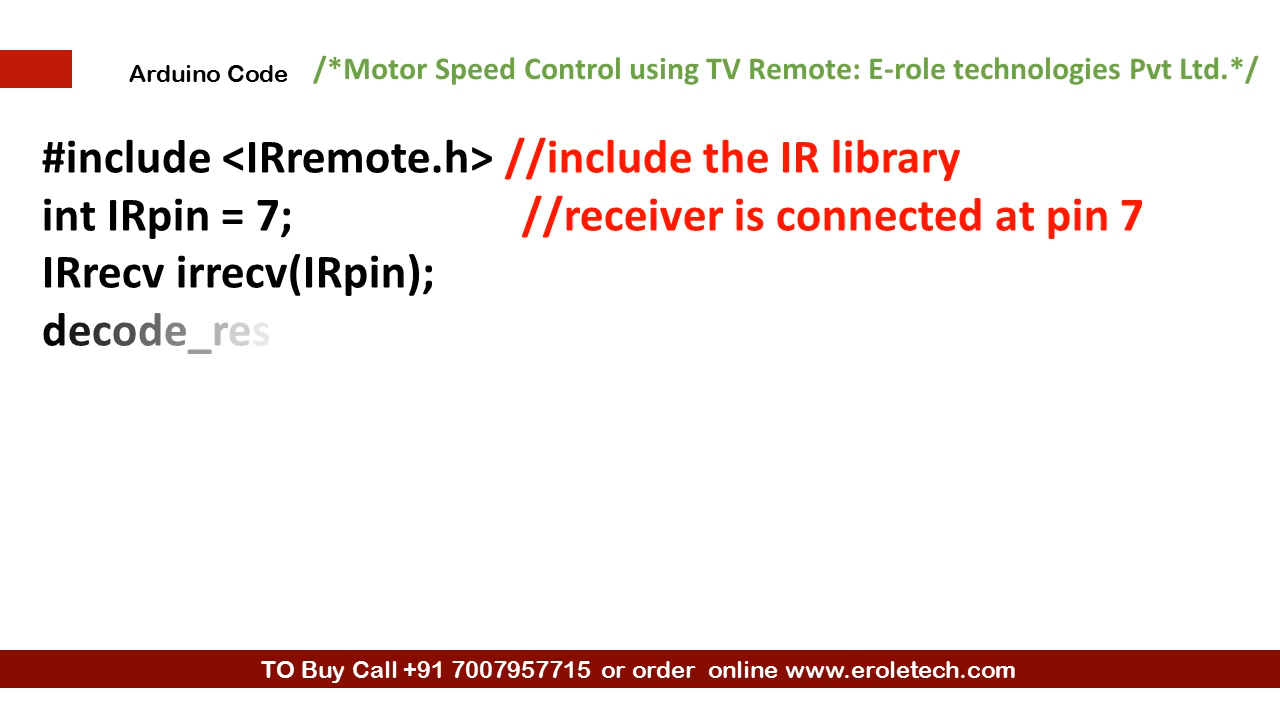 Arduino Code /*Motor Speed Control using TV Remote: E-role technologies Pvt Ltd.*/
#include <IRremote.h> //include the IR library
int IRpin = 7; //receiver is connected at pin 7
IRrecv irrecv(IRpin);
decode_res
TO Buy Call +91 7007957715 or order online www.eroletech.com